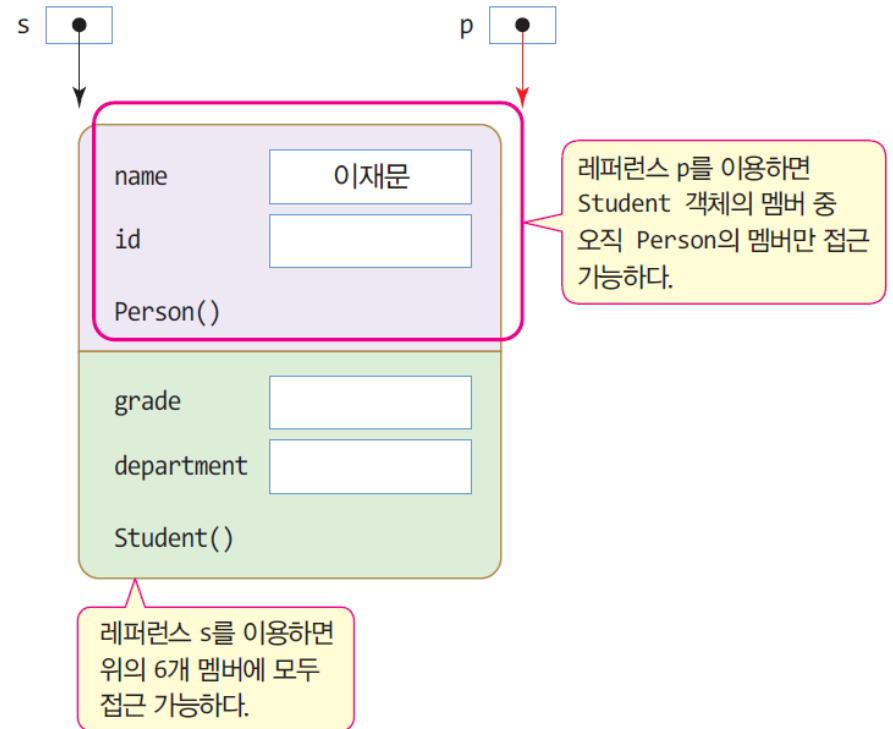 s
p
name 이재문
id
Person()
레퍼런스 p를 이용하면
Student 객체의 멤버 중
오직 Person의 멤버만 접근
가능하다.
grade
department
Student()
레퍼런스 s를 이용하면
위의 6개 멤버에 모두
접근 가능하다.